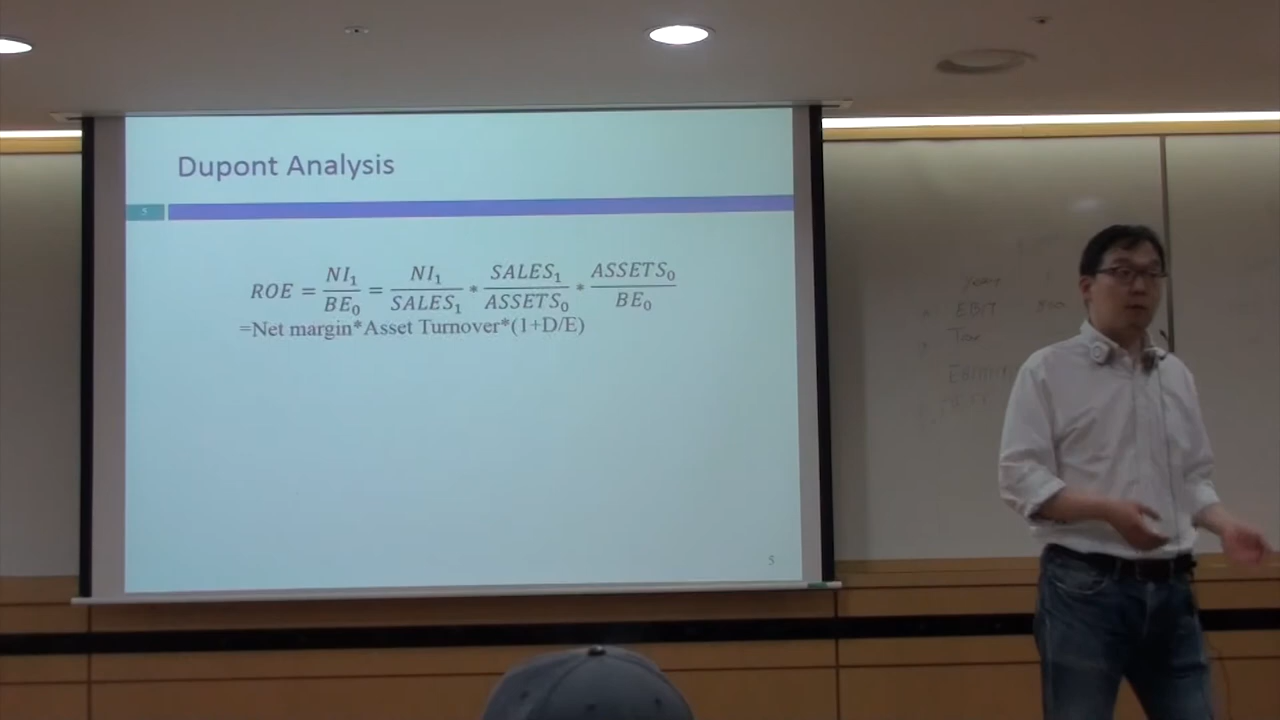 Dupont Analysis
5
ROE = NI₁/BE₀ = NI₁/SALES₁ * SALES₁/ASSETS₀ * ASSETS₀/BE₀
=Net margin*Asset Turnover*(1+D/E)
5
EBIT
Tax